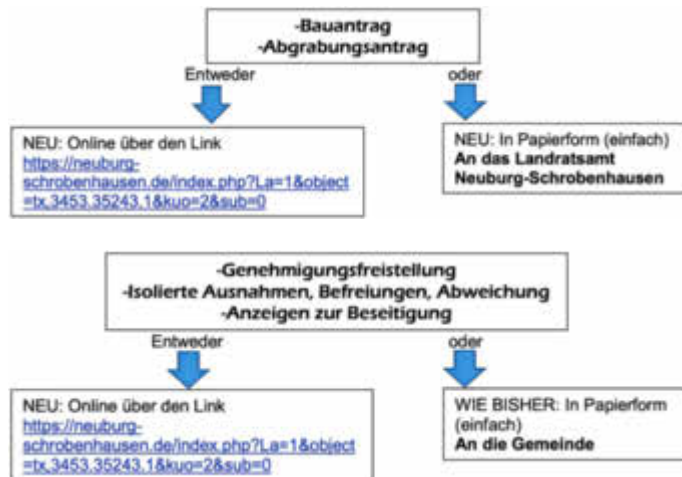 -Bauantrag
-Abgrabungsantrag
Entweder
oder
NEU: Online über den Link
https://neuburg-
schrobenhausen.de/index.php?La=1&object
=tx,3453.35243.1&kuo=2&sub=0
NEU: In Papierform (einfach)
An das Landratsamt
Neuburg-Schrobenhausen
-Genehmigungsfreistellung
-Isolierte Ausnahmen, Befreiungen, Abweichung
-Anzeigen zur Beseitigung
Entweder
oder
NEU: Online über den Link
https://neuburg-
schrobenhausen.de/index.php?La=1&object
=tx,3453.35243.1&kuo=2&sub=0
WIE BISHER: In Papierform
(einfach)
An die Gemeinde